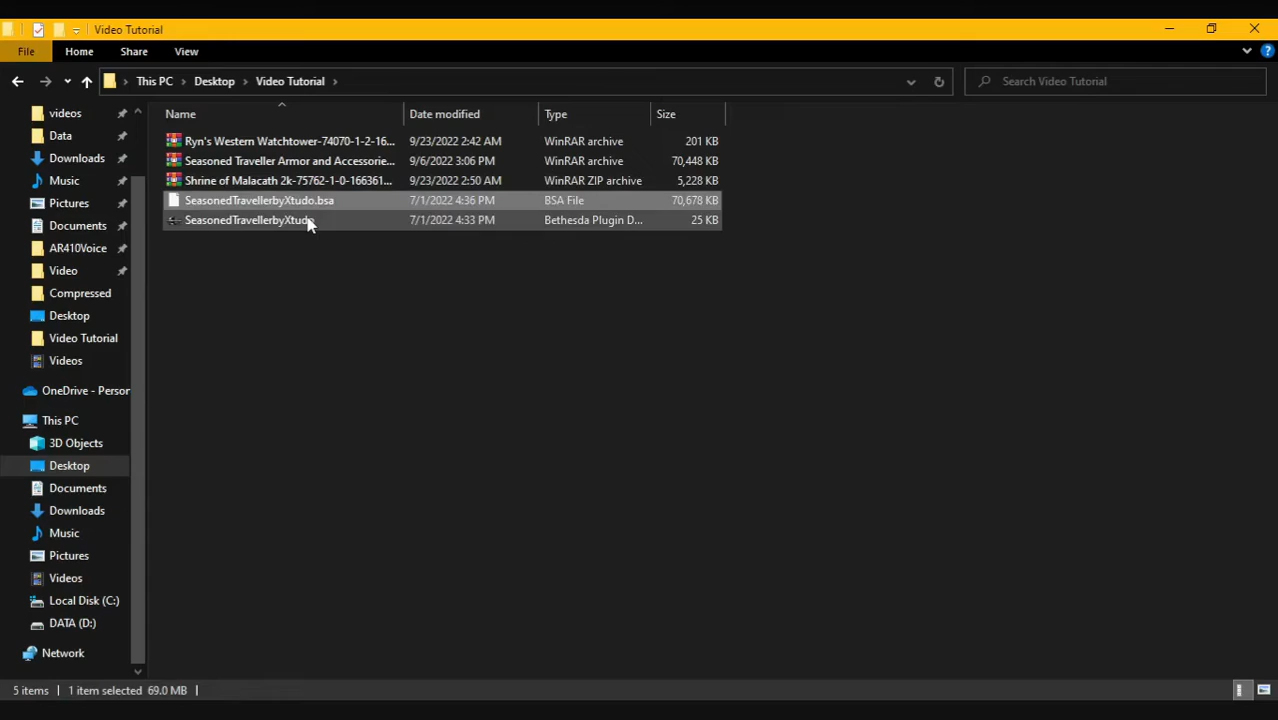 Video Tutorial
File Home Share View
This PC Desktop Video Tutorial Search Video Tutorial
Name Date modified Type Size
Ryn's Western Watchtower-74070-1-2-16... 9/23/2022 2:42 AM WinRAR archive 201 KB
Seasoned Traveller Armor and Accessorie... 9/6/2022 3:06 PM WinRAR archive 70,448 KB
Shrine of Malacath 2k-75762-1-0-166361... 9/23/2022 2:50 AM WinRAR ZIP archive 5,228 KB
SeasonedTravellerbyXtudo.bsa 7/1/2022 4:36 PM BSA File 70,678 KB
SeasonedTravellerbyXtudo 7/1/2022 4:33 PM Bethesda Plugin D... 25 KB
videos
Data
Downloads
Music
Pictures
Documents
AR410Voice
Video
Compressed
Desktop
Video Tutorial
Videos
OneDrive - Person
This PC
3D Objects
Desktop
Documents
Downloads
Music
Pictures
Videos
Local Disk (C:)
DATA (D:)
Network
5 items 1 item selected 69.0 MB